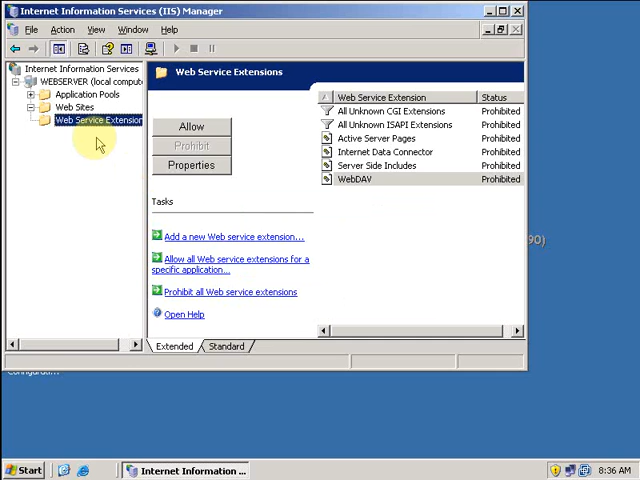 Internet Information Services (IIS) Manager
File Action View Window Help
Internet Information Services
WEBSERVER (local compute
Application Pools
Web Sites
Web Service Extension
Web Service Extensions
Allow
Prohibit
Properties
Tasks
Add a new Web service extension...
Allow all Web service extensions for a
specific application...
Prohibit all Web service extensions
Open Help
Web Service Extension Status
All Unknown CGI Extensions Prohibited
All Unknown ISAPI Extensions Prohibited
Active Server Pages Prohibited
Internet Data Connector Prohibited
Server Side Includes Prohibited
WebDAV Prohibited
Extended Standard
90)
Start
Internet Information ...
8:36 AM